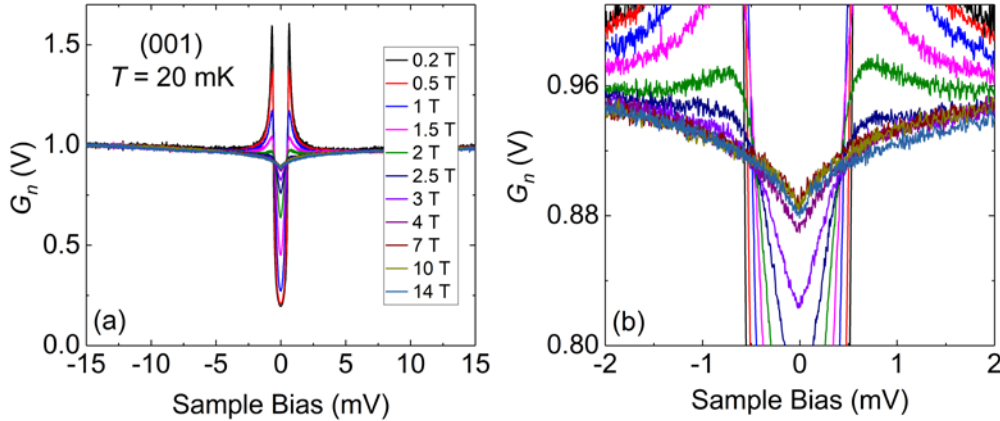 (001)
T = 20 mK
0.2 T
0.5 T
1 T
1.5 T
2 T
2.5 T
3 T
4 T
7 T
10 T
14 T
1.5
1.0
0.5
0.0
Gn (V)
(a)
-15 -10 -5 0 5 10 15
Sample Bias (mV)
0.96
0.88
0.80
Gn (V)
(b)
-2 -1 0 1 2
Sample Bias (mV)